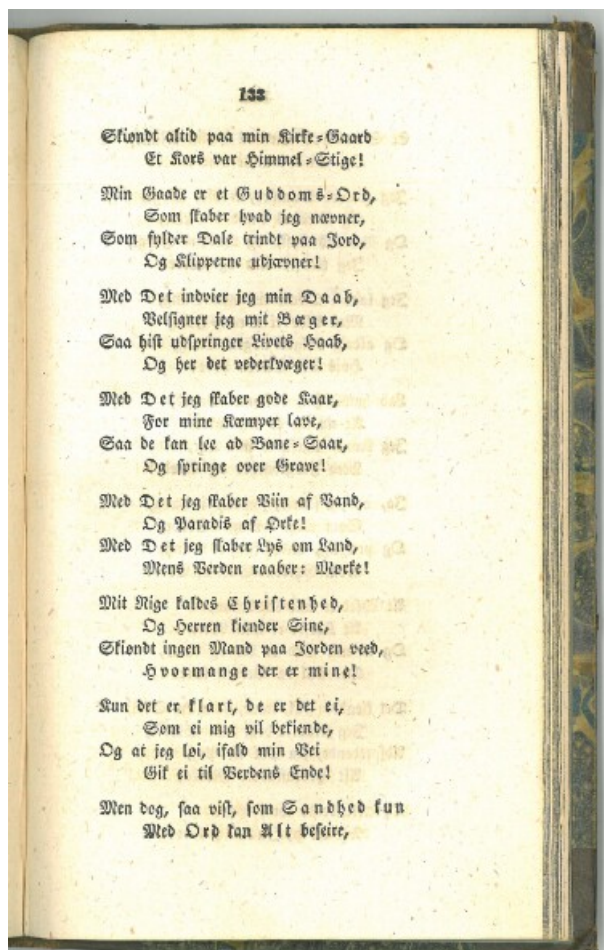 133
Skiøndt altid paa min Kirke-Gaard
Et Kors var Himmel-Stige!
Min Gaade er et Guddoms-Ord,
Som skaber hvad jeg nævner,
Som fylder Dale trindt paa Jord,
Og Klipperne udjævner!
Med Det indvier jeg min Daab,
Velsigner jeg mit Bæger,
Saa hist udspringer Livets Haab,
Og her det vederkvæger!
Med Det jeg skaber gode Kaar,
For mine Kæmper lave,
Saa de kan lee ad Bane-Saar,
Og springe over Grave!
Med Det jeg skaber Viin af Vand,
Og Paradis af Ørke!
Med Det jeg skaber Lys om Land,
Mens Verden raaber: Mørke!
Mit Rige kaldes Christenhed,
Og Herren kiender Sine,
Skiøndt ingen Mand paa Jorden veed,
Hvormange der er mine!
Kun det er klart, de er det ei,
Som ei mig vil bekiende,
Og at jeg løi, ifald min Vei
Gik ei til Verdens Ende!
Men dog, saa vist, som Sandhed kun
Med Ord kan Alt beseire,